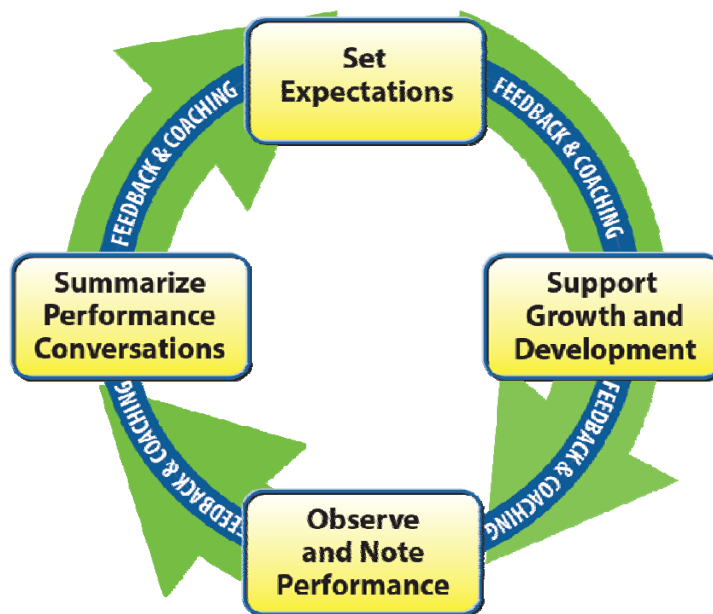 Set
Expectations
FEEDBACK & COACHING
Support
Growth and
Development
FEEDBACK & COACHING
Observe
and Note
Performance
FEEDBACK & COACHING
Summarize
Performance
Conversations
FEEDBACK & COACHING